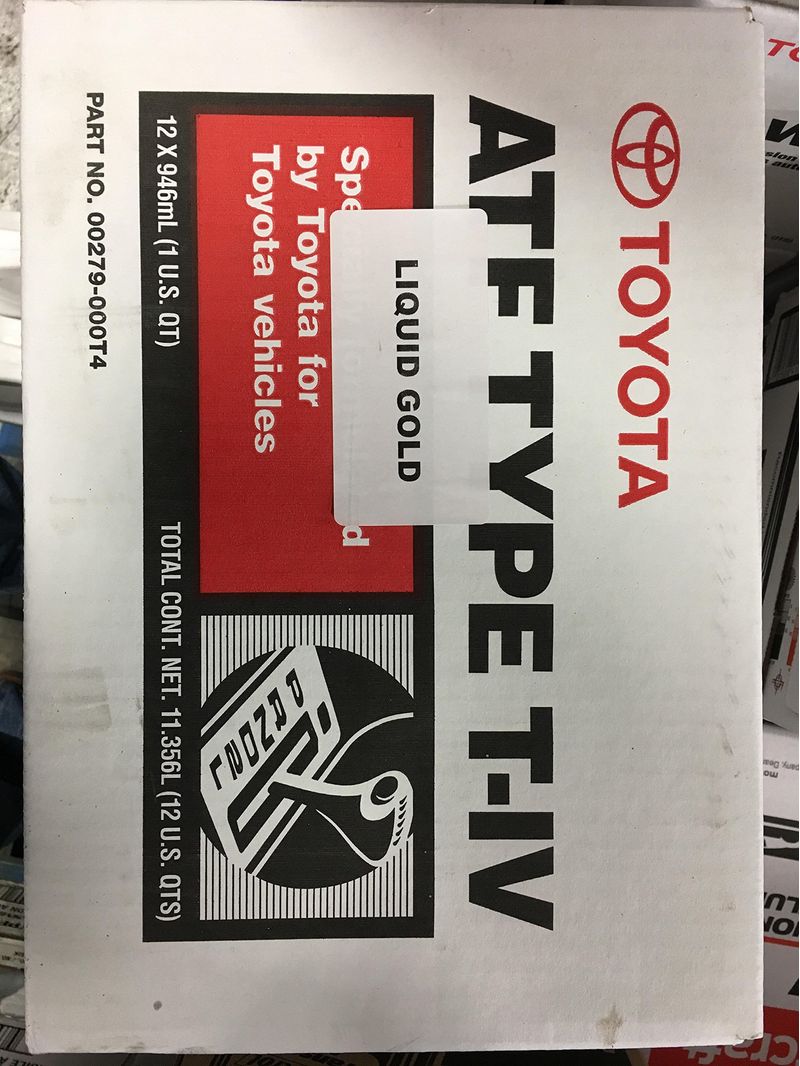 TOYOTA
ATF TYPE T-IV
LIQUID GOLD
by Toyota for
Toyota vehicles
PRNDZL
12 X 946mL (1 U.S. QT)
TOTAL CONT. NET. 11.356L (12 U.S. QTS)
PART NO. 00279-000T4